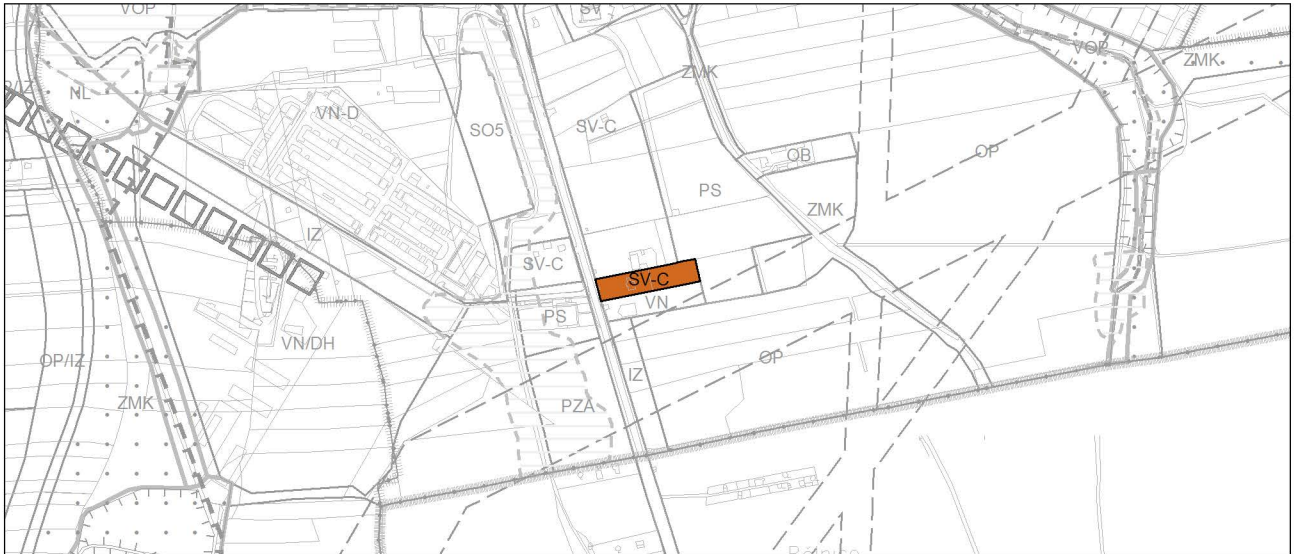 VOP
SV
VOP
ZMK
ZMK
NL
VN-D
SO5
SV-C
OB
OP
PS
ZMK
IZ
SV-C
SV-C
VN
PS
VN/DH
OP/IZ
IZ
OP
ZMK
PZA